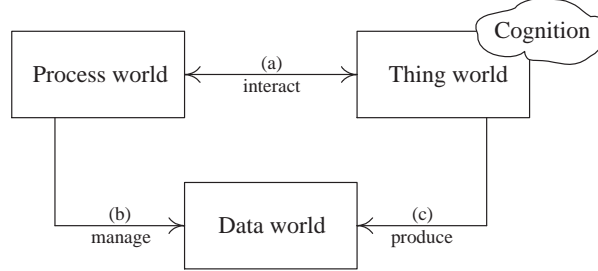 Cognition
Process world
(a)
interact
Thing world
(b)
manage
Data world
(c)
produce